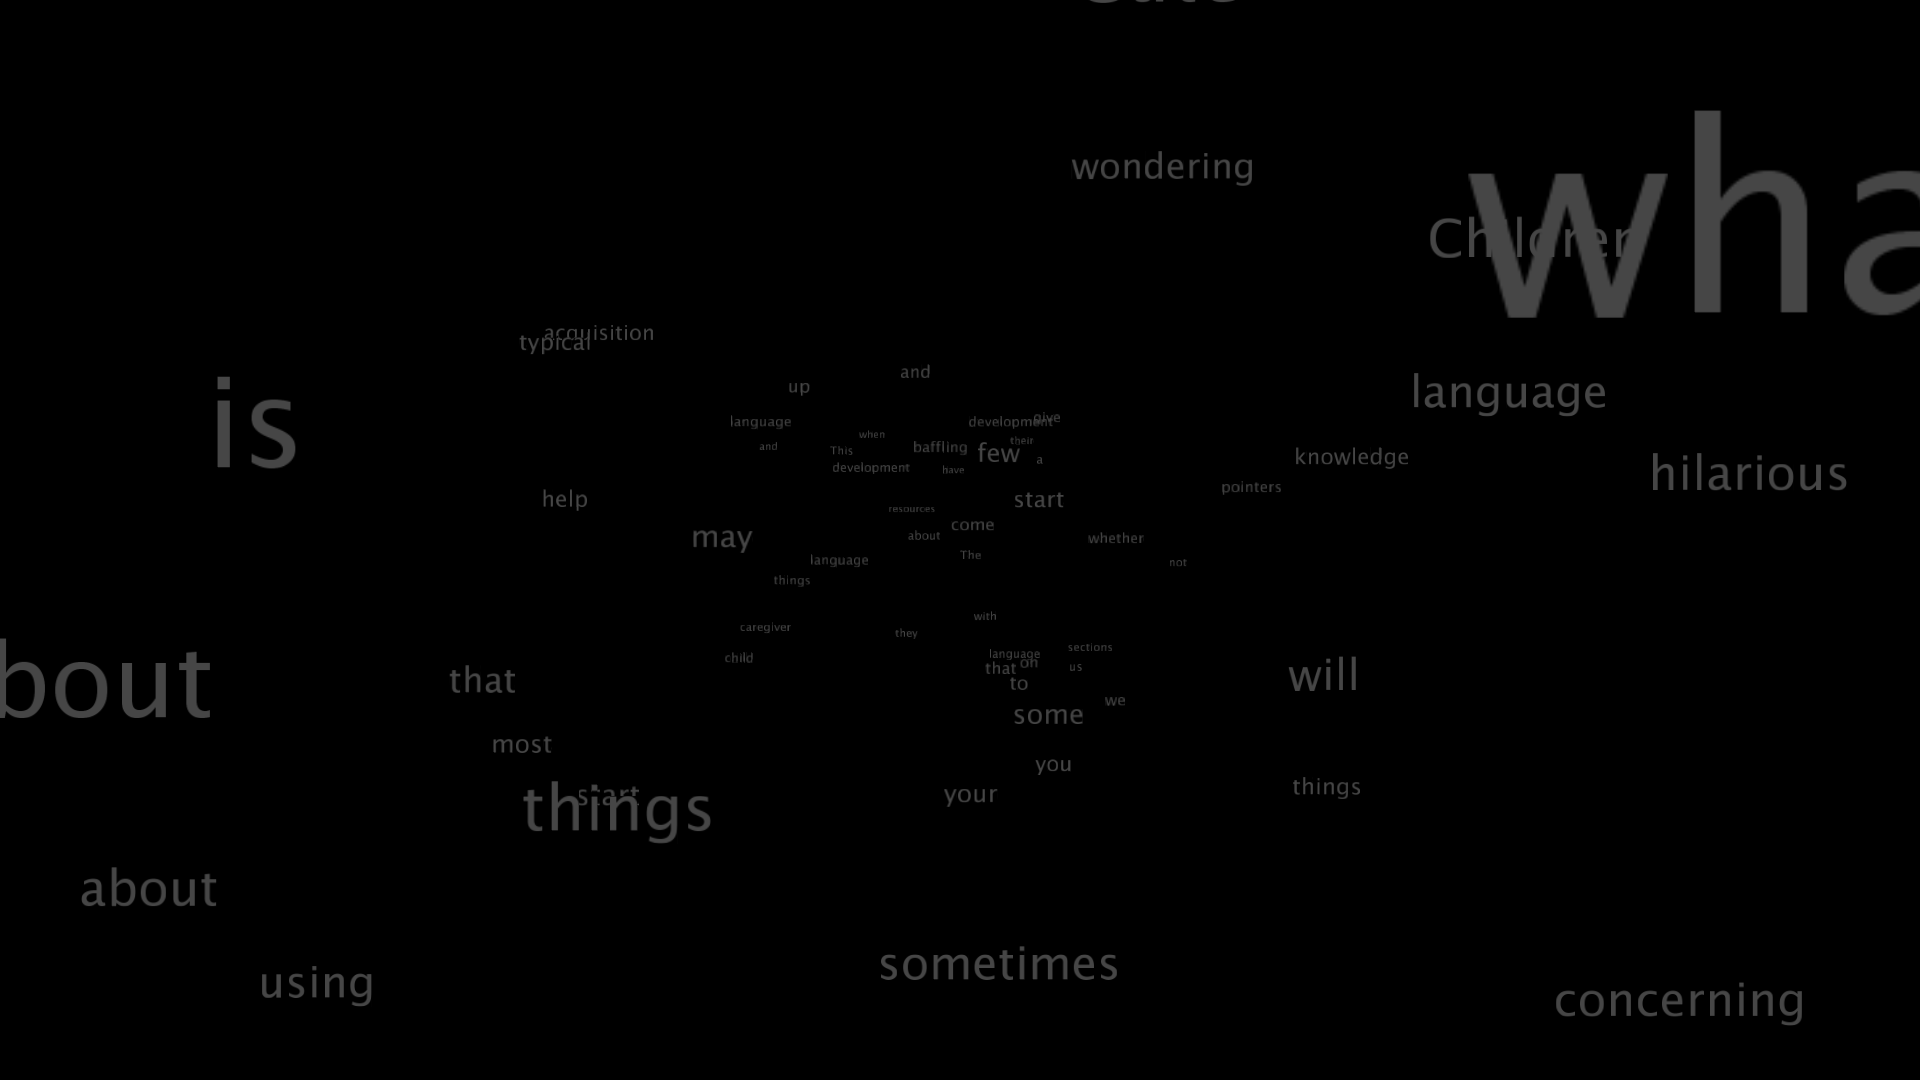 wondering
wha
Children
acquisition
typical
and
up
is
language
give
language
development
when
their
and
This
baffling
few
knowledge
a
development
have
hilarious
pointers
help
start
resources
come
about
may
whether
The
language
not
things
with
caregiver
they
sections
language
child
on
that
us
will
that
to
bout
we
some
most
you
things
start
your
things
about
sometimes
using
concerning